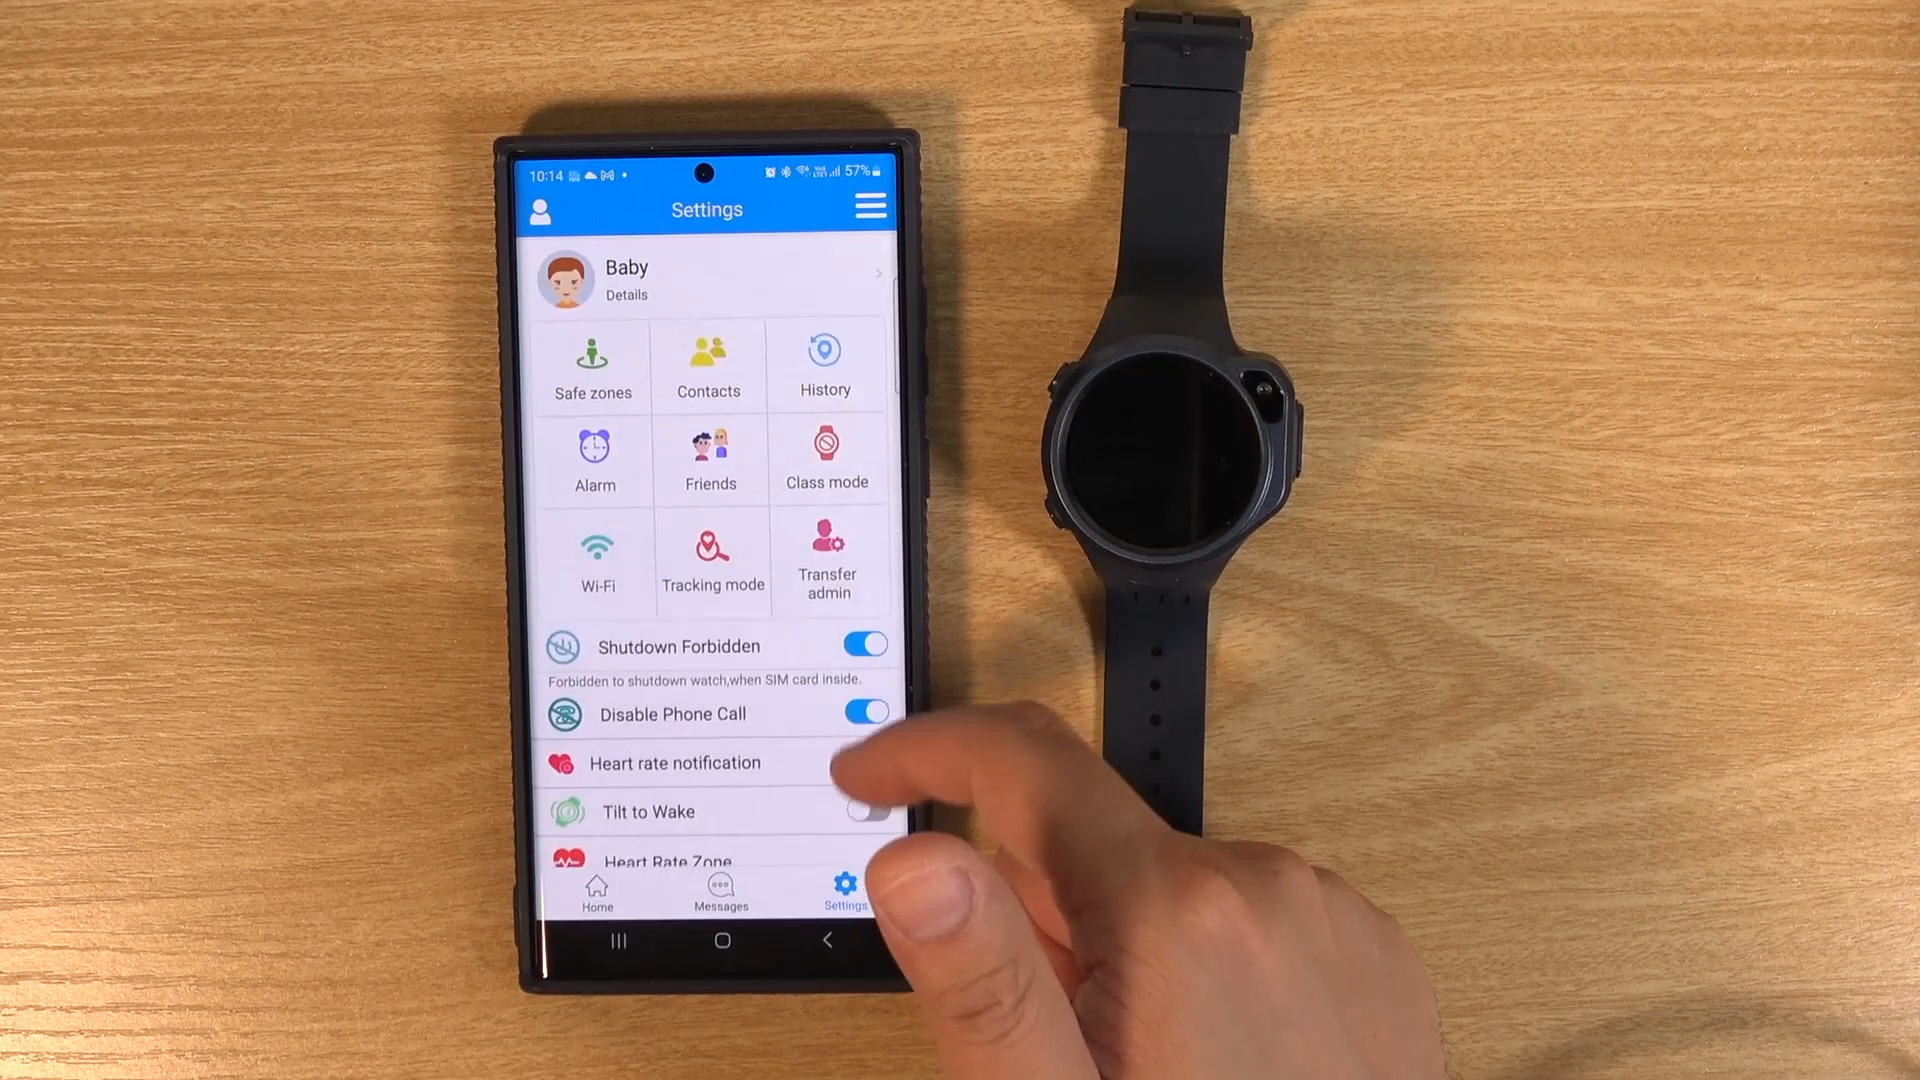 10:14 57%
Settings
Baby
Details
Safe zones Contacts History
Alarm Friends Class mode
Wi-Fi Tracking mode Transfer admin
Shutdown Forbidden
Forbidden to shutdown watch,when SIM card inside.
Disable Phone Call
Heart rate notification
Tilt to Wake
Heart Rate Zone
Home Messages Settings